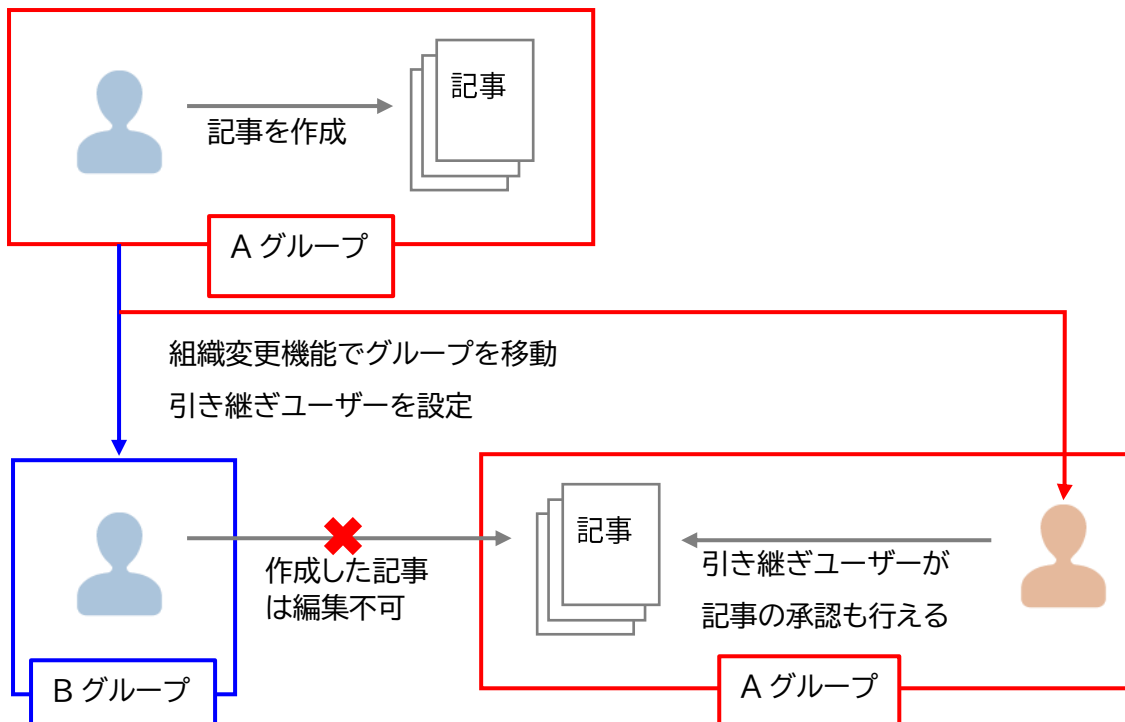 記事
記事を作成
A グループ
組織変更機能でグループを移動
引き継ぎユーザーを設定
記事
作成した記事
は編集不可
引き継ぎユーザーが
記事の承認も行える
B グループ
A グループ